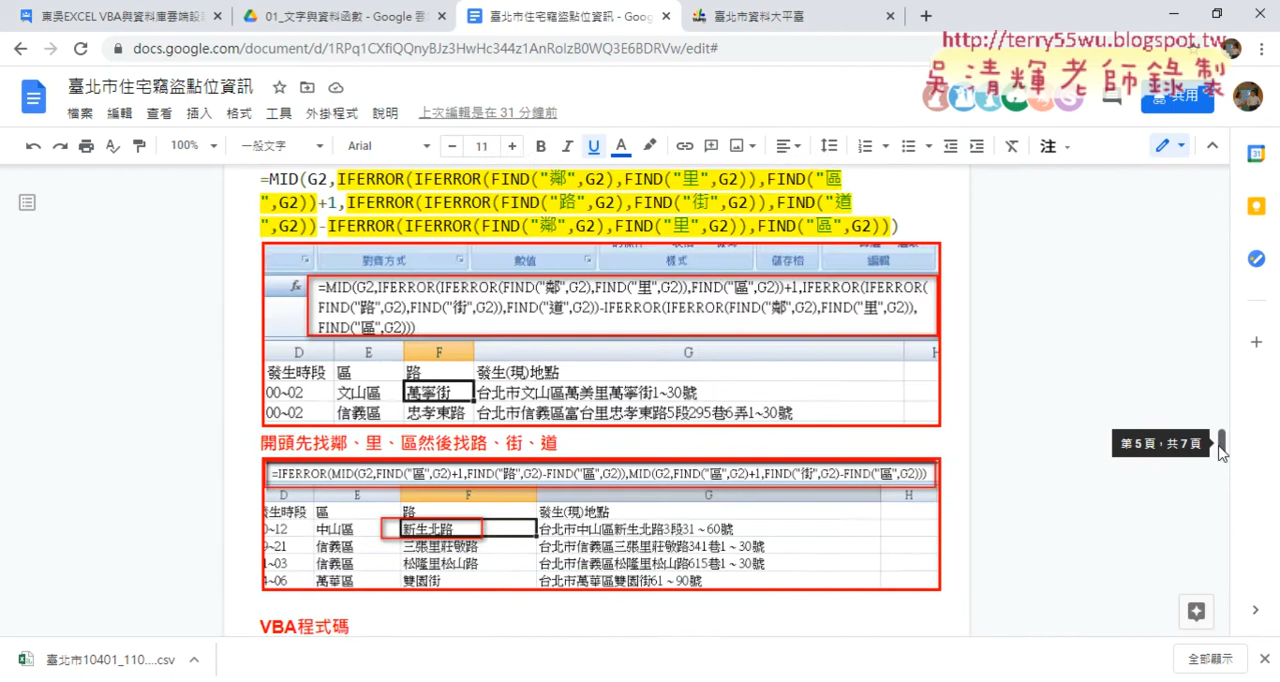 東吳EXCEL VBA與資料庫雲端設計
01_文字與資料函數 - Google 雲
臺北市住宅竊盜點位資訊 - Goog
臺北市資料大平臺
docs.google.com/document/d/1RPq1CXfiQQnyBJz3HwHc344z1AnRolzB0WQ3E6BDRVw/edit#
http://terry55wu.blogspot.tw
吳清輝老師錄製
臺北市住宅竊盜點位資訊
共用
檔案 編輯 查看 插入 格式 工具 外掛程式 說明 上次編輯是在 31 分鐘前
100% 一般文字 Arial 11 B I U A 注
=MID(G2,IFERROR(IFERROR(FIND("鄰",G2),FIND("里",G2)),FIND("區
",G2))+1,IFERROR(IFERROR(FIND("路",G2),FIND("街",G2)),FIND("道
",G2))-IFERROR(IFERROR(FIND("鄰",G2),FIND("里",G2)),FIND("區",G2)))
對齊方式 數值 樣式 儲存格 編輯
fx =MID(G2,IFERROR(IFERROR(FIND("鄰",G2),FIND("里",G2)),FIND("區",G2))+1,IFERROR(IFERROR(
FIND("路",G2),FIND("街",G2)),FIND("道",G2))-IFERROR(IFERROR(FIND("鄰",G2),FIND("里",G2)),
FIND("區",G2)))
D E F G H
發生時段 區 路 發生(現)地點
00~02 文山區 萬寧街 台北市文山區萬美里萬寧街1~30號
00~02 信義區 忠孝東路 台北市信義區富台里忠孝東路5段295巷6弄1~30號
開頭先找鄰、里、區然後找路、街、道
第 5 頁，共 7 頁
=IFERROR(MID(G2,FIND("區",G2)+1,FIND("路",G2)-FIND("區",G2)),MID(G2,FIND("區",G2)+1,FIND("街",G2)-FIND("區",G2)))
D E F G H
生時段 區 路 發生(現)地點
0~12 中山區 新生北路 台北市中山區新生北路3段31~60號
9~21 信義區 三張里莊敬路 台北市信義區三張里莊敬路341巷1~30號
1~03 信義區 松隆里松山路 台北市信義區松隆里松山路615巷1~30號
4~06 萬華區 雙園街 台北市萬華區雙園街61~90號
VBA程式碼
臺北市10401_110....csv
全部顯示